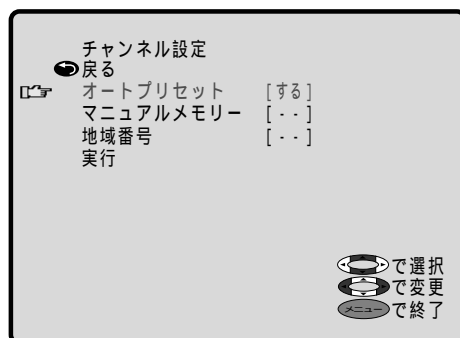 チャンネル設定
戻る
オートプリセット [する]
マニュアルメモリー [--]
地域番号 [--]
実行
で選択
で変更
メニューで終了